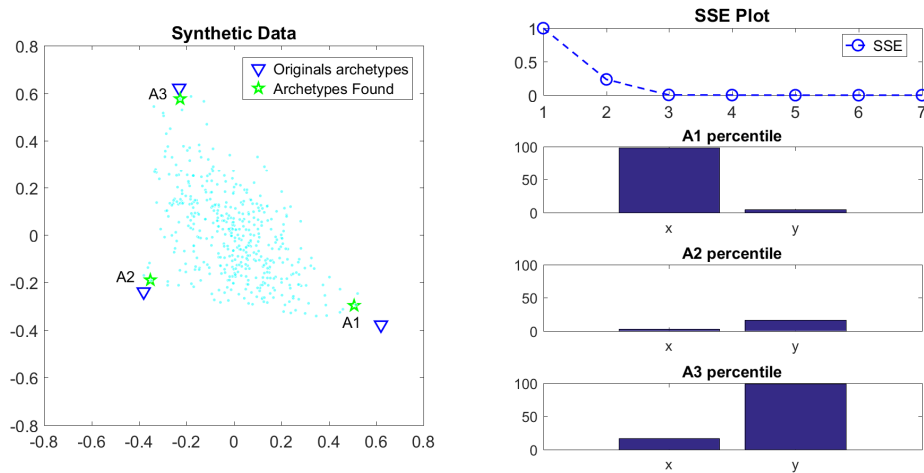 Synthetic Data
0.8
0.6
0.4
0.2
0
-0.2
-0.4
-0.6
-0.8
-0.8 -0.6 -0.4 -0.2 0 0.2 0.4 0.6 0.8
Originals archetypes
Archetypes Found
A3
A2
A1
SSE Plot
1
0.5
0
SSE
1 2 3 4 5 6 7
A1 percentile
100
50
0
x y
A2 percentile
100
50
0
x y
A3 percentile
100
50
0
x y